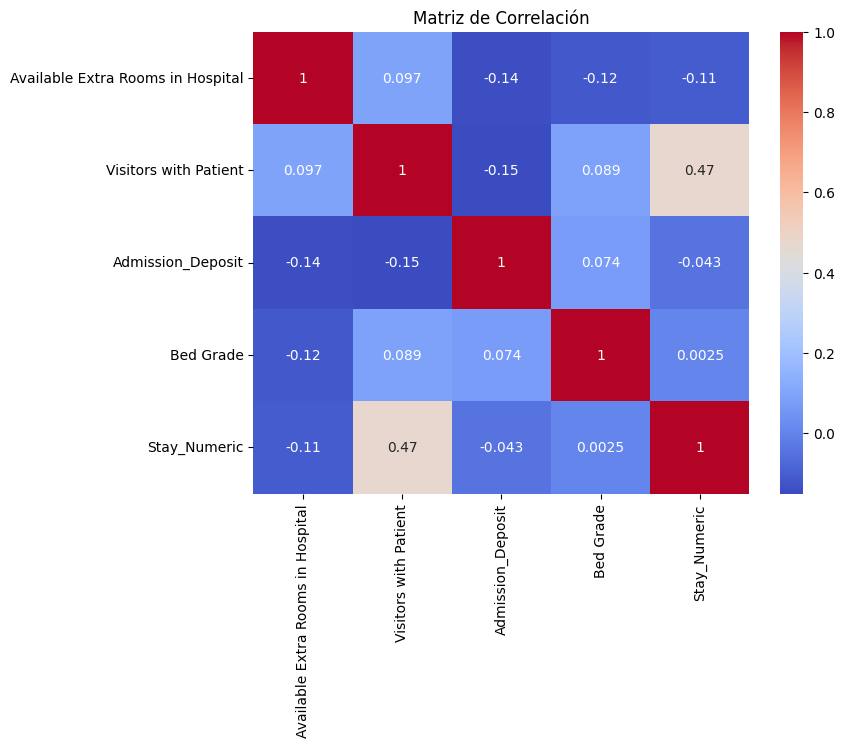 Matriz de Correlación
Available Extra Rooms in Hospital 1 0.097 -0.14 -0.12 -0.11
Visitors with Patient 0.097 1 -0.15 0.089 0.47
Admission_Deposit -0.14 -0.15 1 0.074 -0.043
Bed Grade -0.12 0.089 0.074 1 0.0025
Stay_Numeric -0.11 0.47 -0.043 0.0025 1
Available Extra Rooms in Hospital
Visitors with Patient
Admission_Deposit
Bed Grade
Stay_Numeric
1.0
0.8
0.6
0.4
0.2
0.0